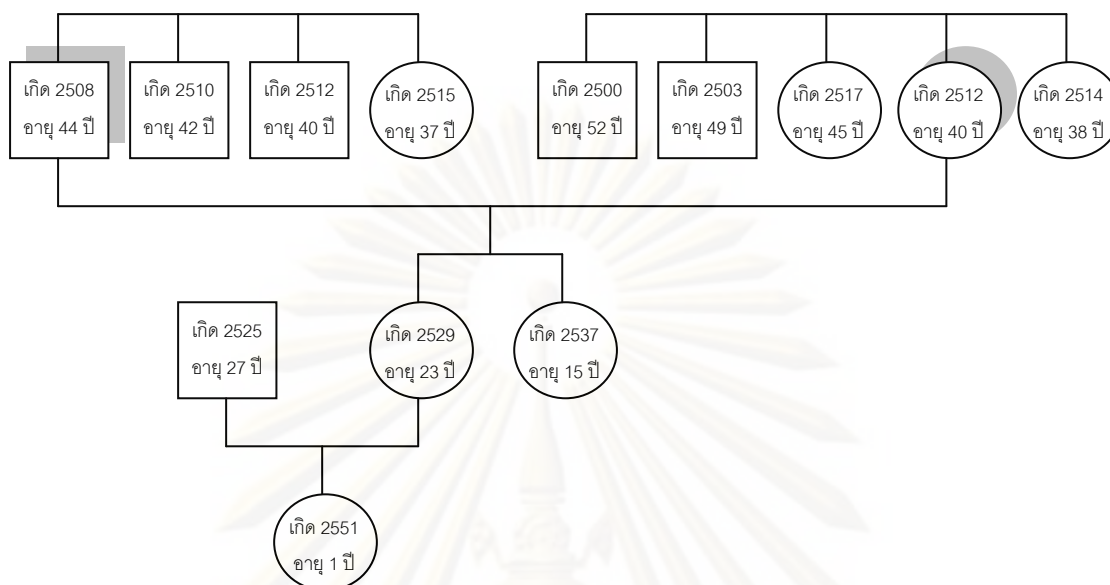 เกิด 2508
อายุ 44 ปี
เกิด 2510
อายุ 42 ปี
เกิด 2512
อายุ 40 ปี
เกิด 2515
อายุ 37 ปี
เกิด 2500
อายุ 52 ปี
เกิด 2503
อายุ 49 ปี
เกิด 2517
อายุ 45 ปี
เกิด 2512
อายุ 40 ปี
เกิด 2514
อายุ 38 ปี
เกิด 2525
อายุ 27 ปี
เกิด 2529
อายุ 23 ปี
เกิด 2537
อายุ 15 ปี
เกิด 2551
อายุ 1 ปี